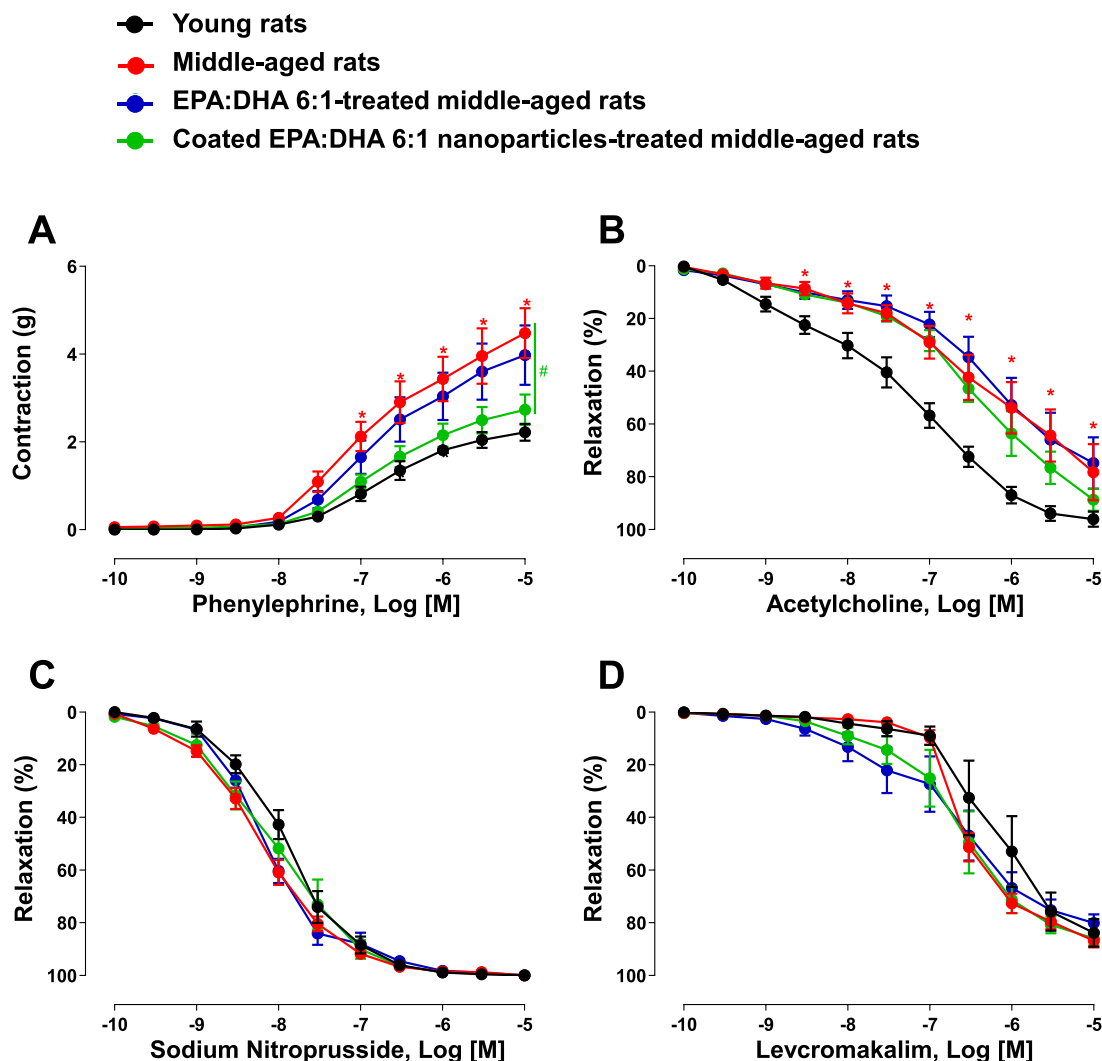 Young rats
Middle-aged rats
EPA:DHA 6:1-treated middle-aged rats
Coated EPA:DHA 6:1 nanoparticles-treated middle-aged rats
A
6
4
2
0
Contraction (g)
* * * * *
#
-10 -9 -8 -7 -6 -5
Phenylephrine, Log [M]
B
0
20
40
60
80
100
Relaxation (%)
* * * * * * * *
-10 -9 -8 -7 -6 -5
Acetylcholine, Log [M]
C
0
20
40
60
80
100
Relaxation (%)
-10 -9 -8 -7 -6 -5
Sodium Nitroprusside, Log [M]
D
0
20
40
60
80
100
Relaxation (%)
-10 -9 -8 -7 -6 -5
Levcromakalim, Log [M]